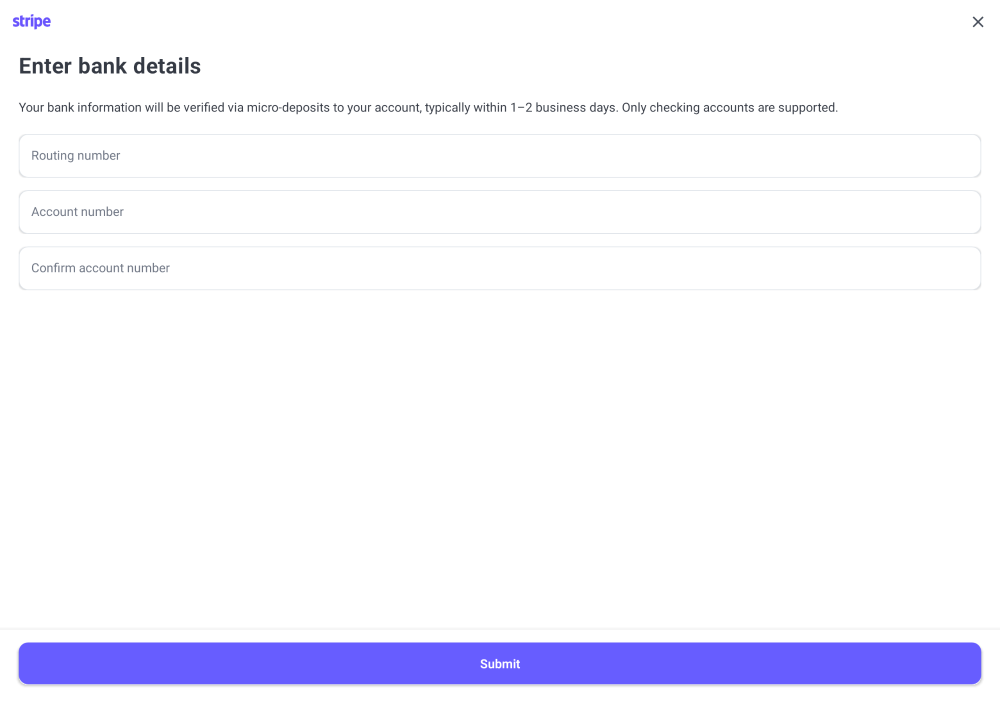 stripe
Enter bank details
Your bank information will be verified via micro-deposits to your account, typically within 1–2 business days. Only checking accounts are supported.
Routing number
Account number
Confirm account number
Submit